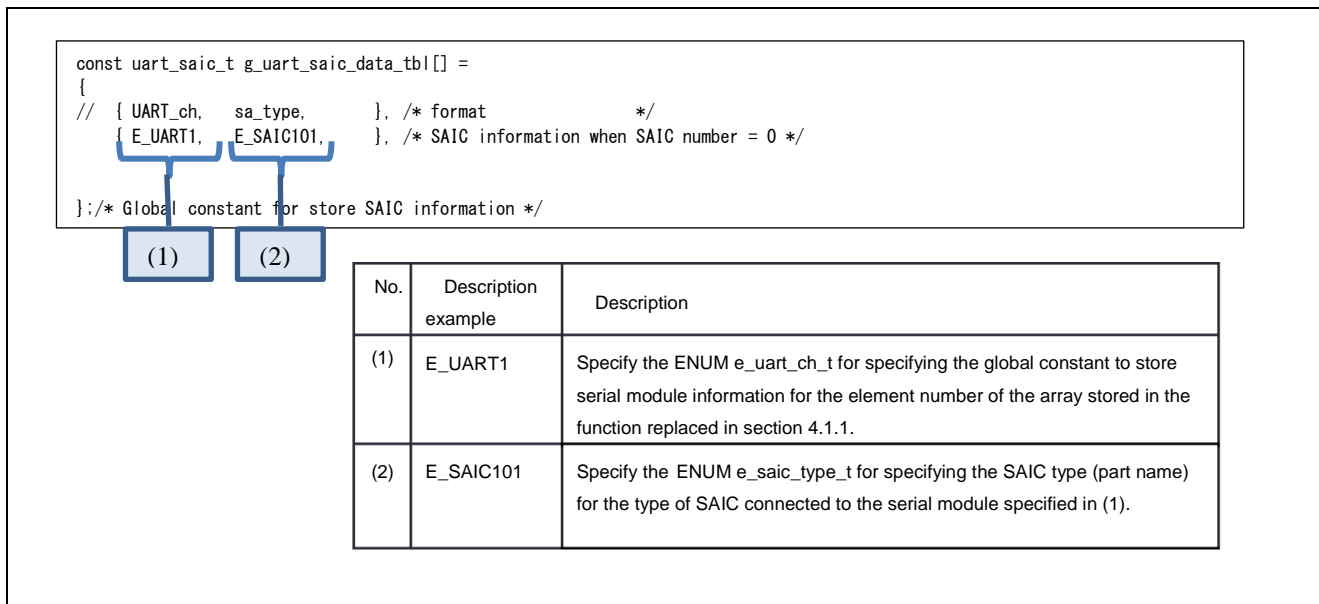 const uart_saic_t g_uart_saic_data_tbl[] =
{
//  { UART_ch,   sa_type,        }, /* format                  */
    { E_UART1,   E_SAIC101,      }, /* SAIC information when SAIC number = 0 */
};/* Global constant for store SAIC information */
(1) (2)
No. Description example Description
(1) E_UART1 Specify the ENUM e_uart_ch_t for specifying the global constant to store
serial module information for the element number of the array stored in the
function replaced in section 4.1.1.
(2) E_SAIC101 Specify the ENUM e_saic_type_t for specifying the SAIC type (part name)
for the type of SAIC connected to the serial module specified in (1).